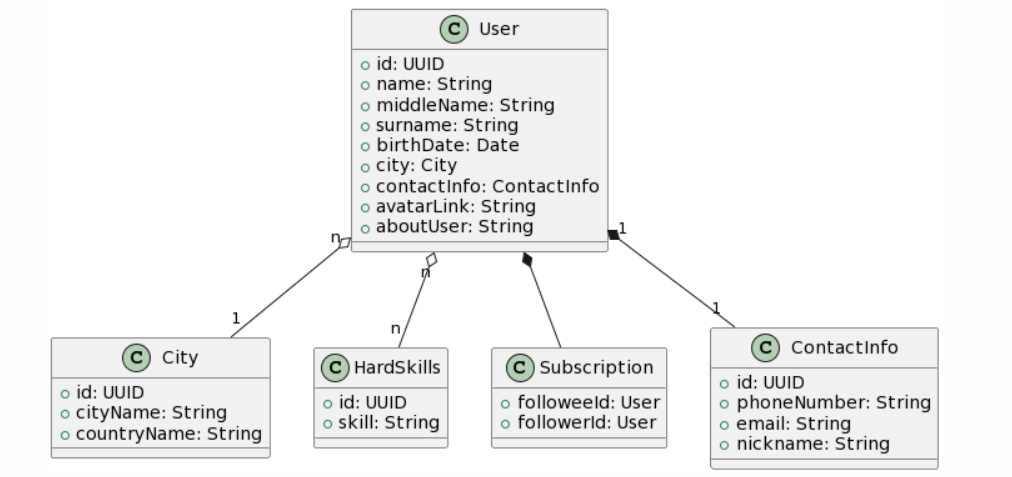 C User
id: UUID
name: String
middleName: String
surname: String
birthDate: Date
city: City
contactInfo: ContactInfo
avatarLink: String
aboutUser: String
n
1
n
n
1
1
C City
id: UUID
cityName: String
countryName: String
C HardSkills
id: UUID
skill: String
C Subscription
followeeId: User
followerId: User
C ContactInfo
id: UUID
phoneNumber: String
email: String
nickname: String